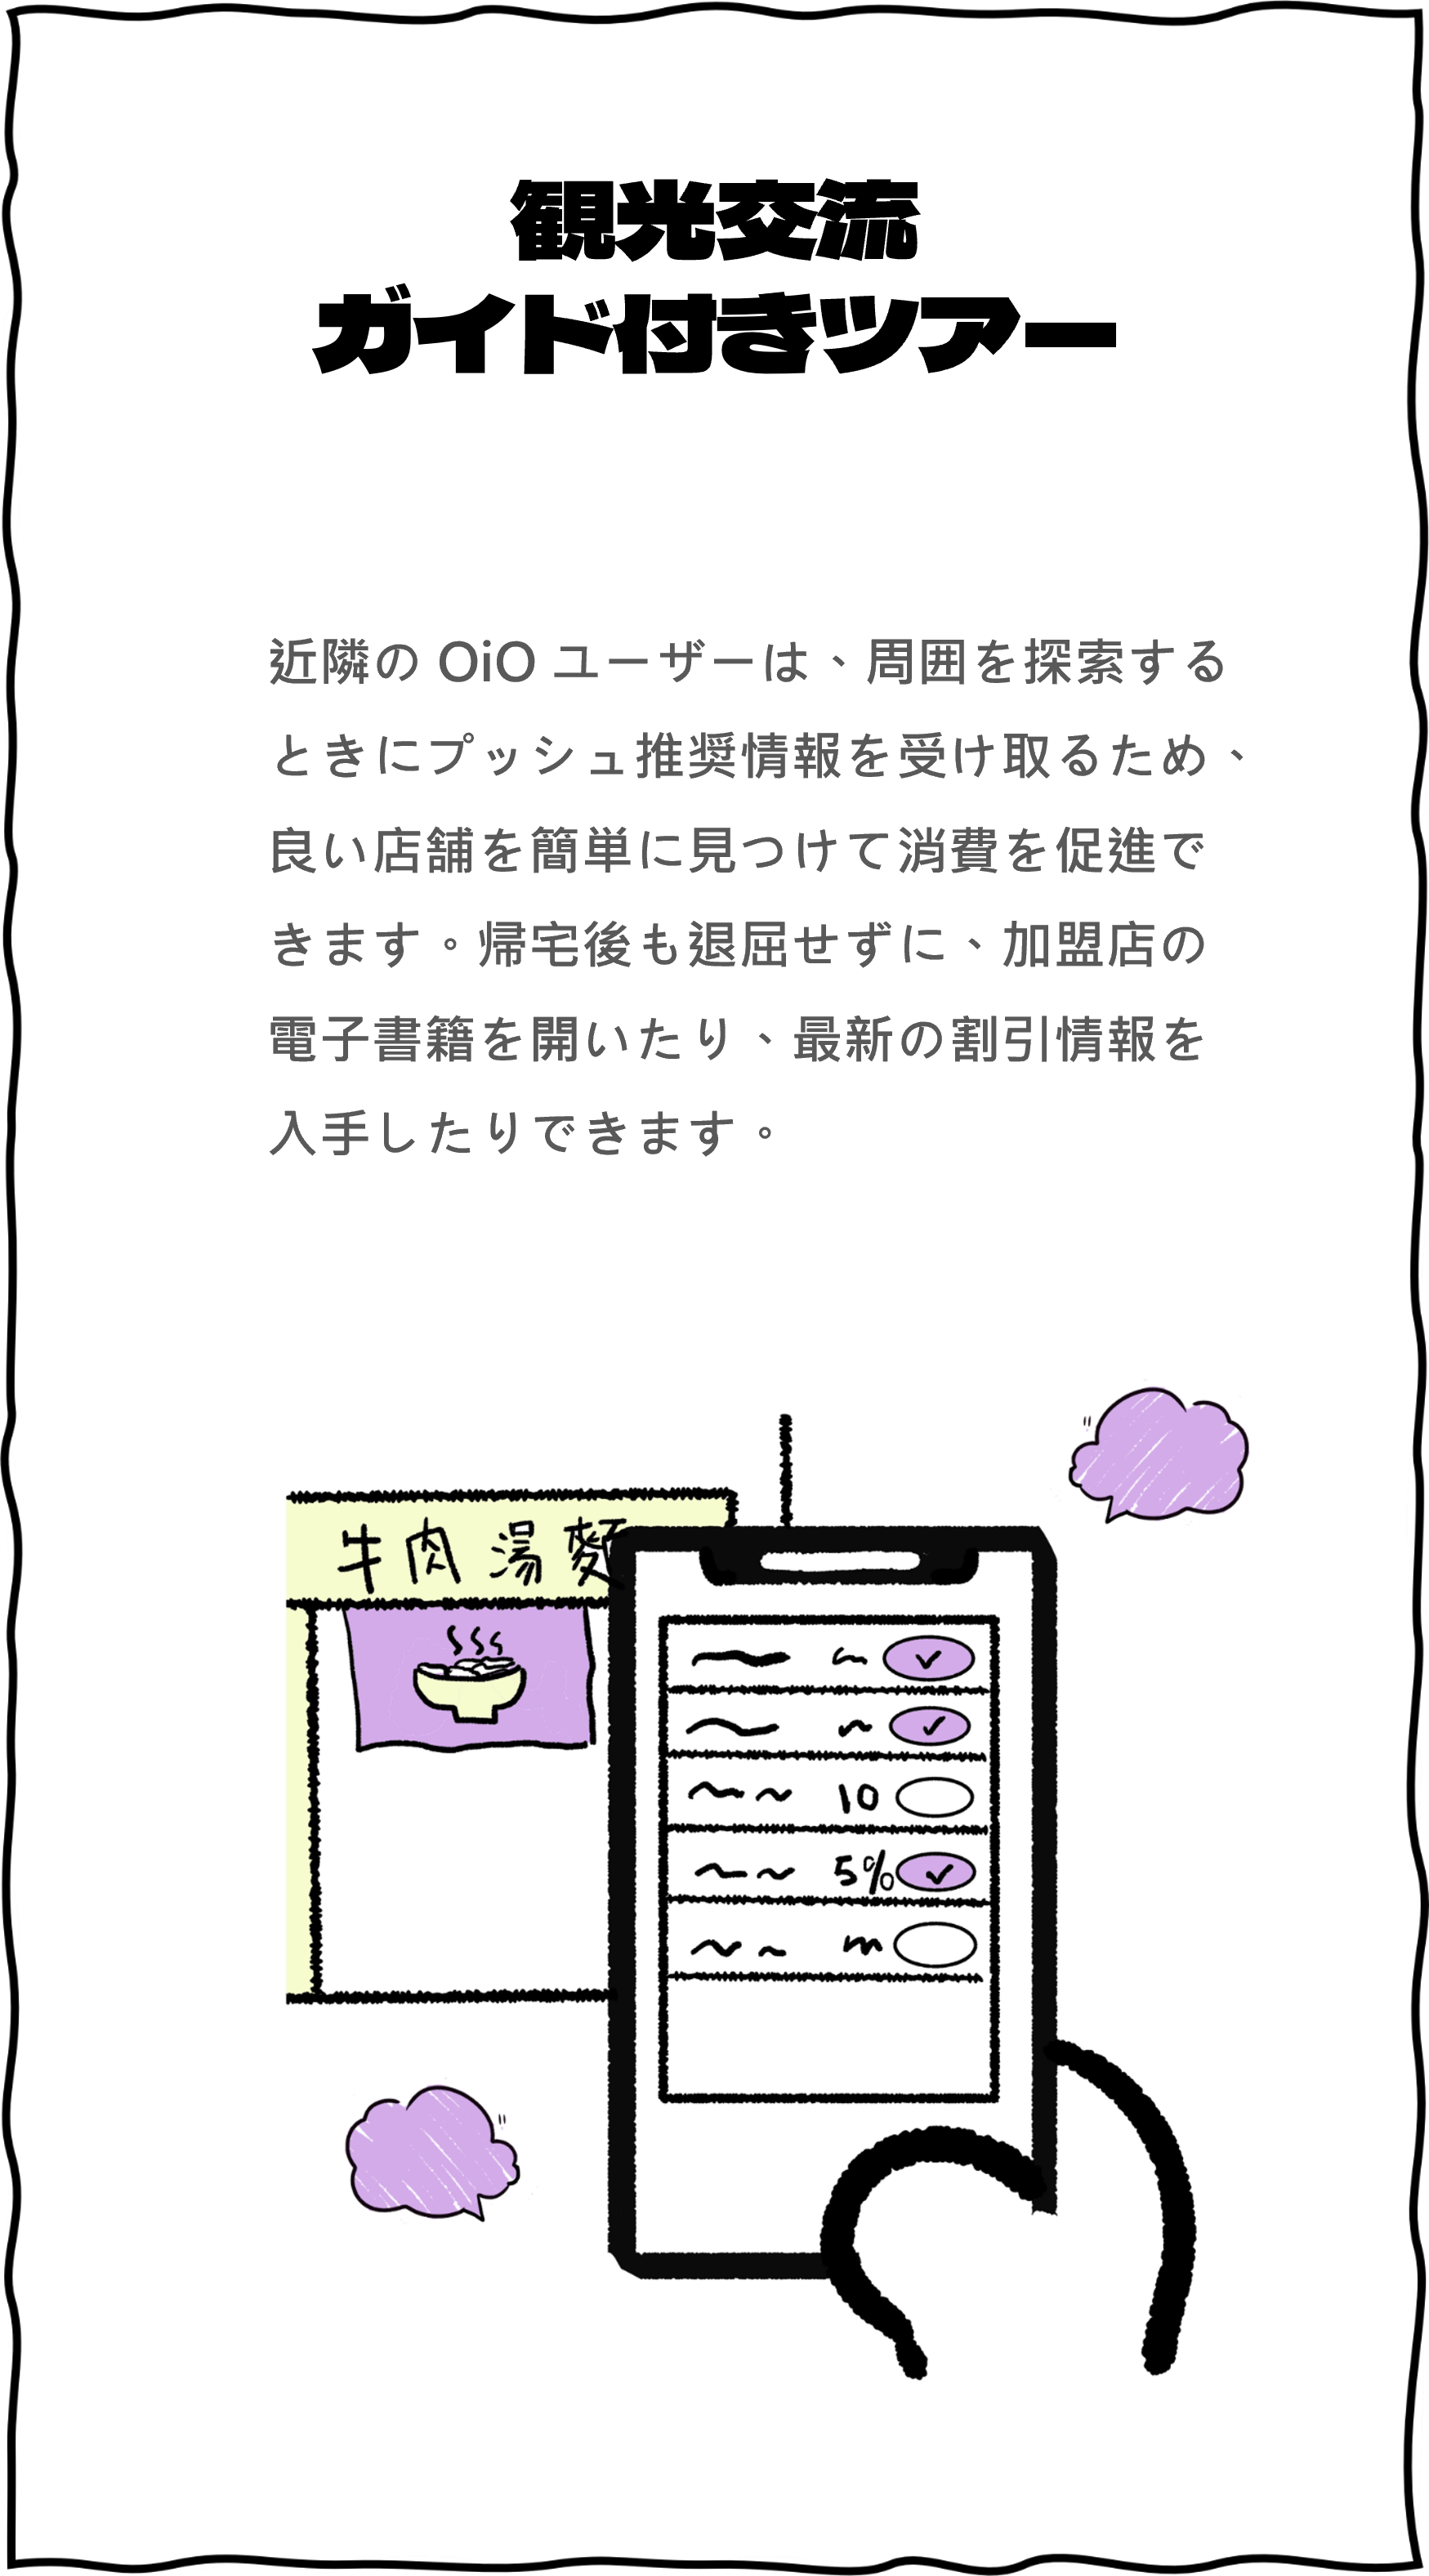 観光交流
ガイド付きツアー
近隣の OiO ユーザーは、周囲を探索する
ときにプッシュ推奨情報を受け取るため、
良い店舗を簡単に見つけて消費を促進で
きます。帰宅後も退屈せずに、加盟店の
電子書籍を開いたり、最新の割引情報を
入手したりできます。
牛肉湯麵
10
5%